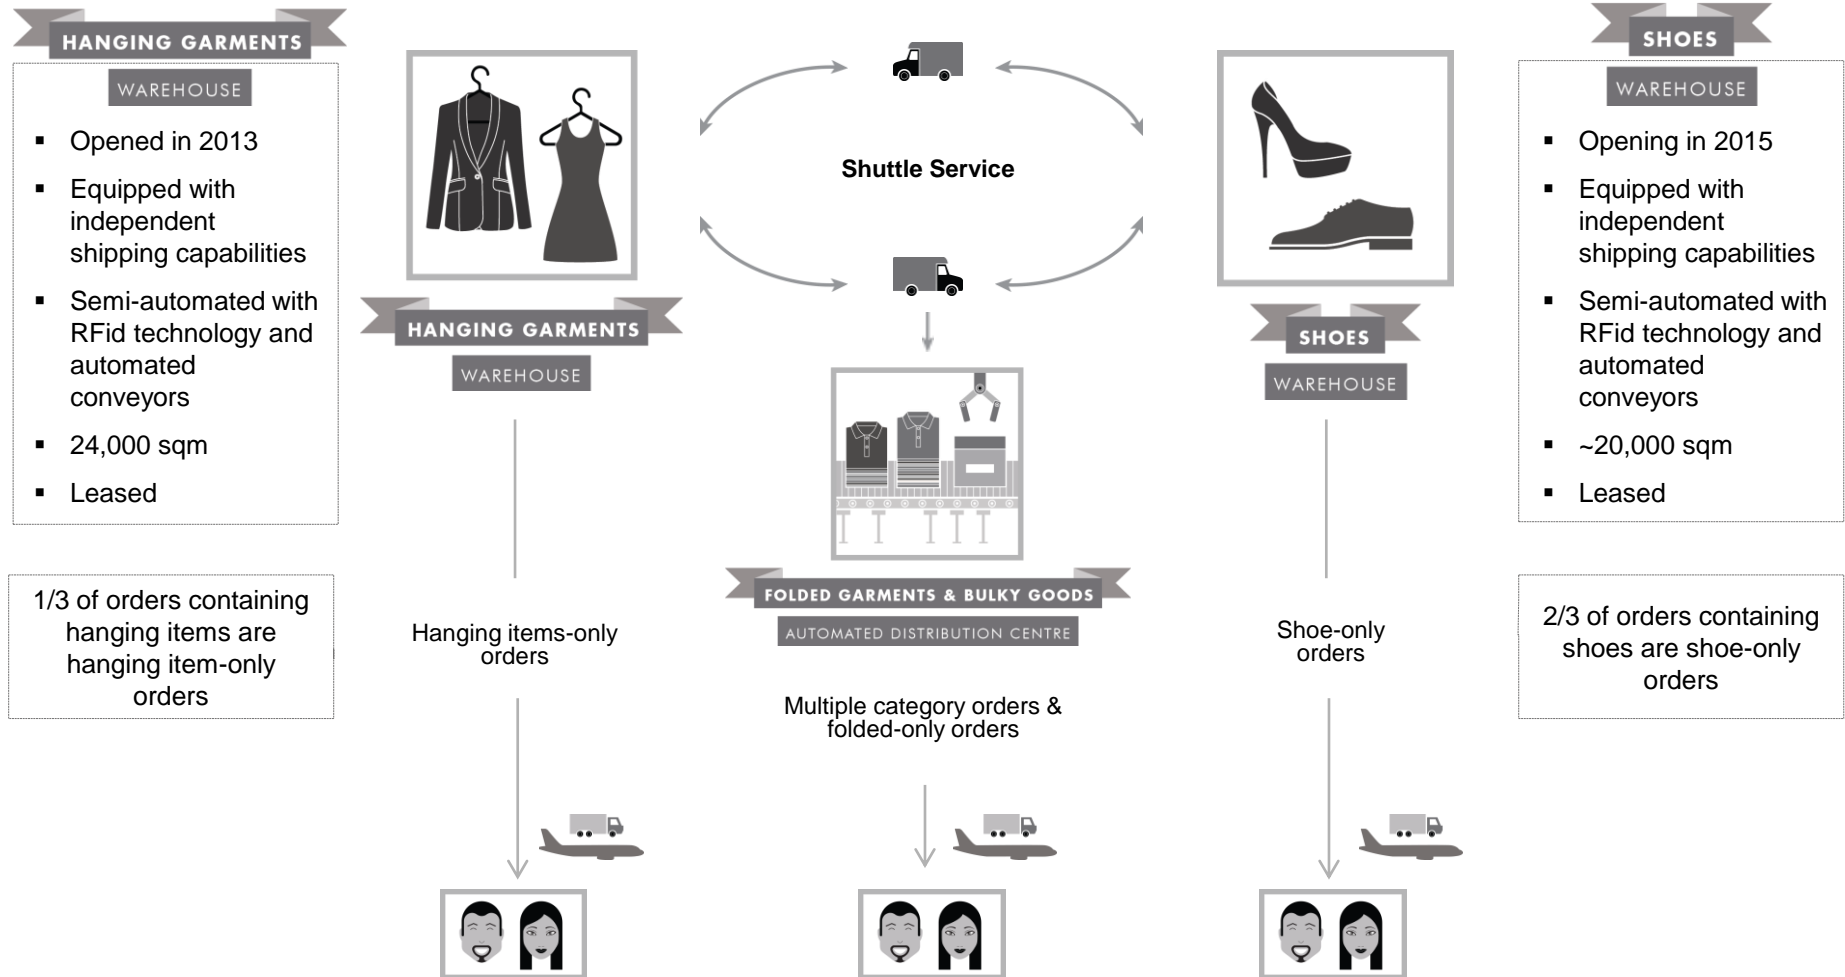 HANGING GARMENTS
WAREHOUSE
▪ Opened in 2013
▪ Equipped with
independent
shipping capabilities
▪ Semi-automated with
RFid technology and
automated
conveyors
▪ 24,000 sqm
▪ Leased
1/3 of orders containing
hanging items are
hanging item-only
orders
HANGING GARMENTS
WAREHOUSE
Hanging items-only
orders
Shuttle Service
FOLDED GARMENTS & BULKY GOODS
AUTOMATED DISTRIBUTION CENTRE
Multiple category orders &
folded-only orders
SHOES
WAREHOUSE
Shoe-only
orders
SHOES
WAREHOUSE
▪ Opening in 2015
▪ Equipped with
independent
shipping capabilities
▪ Semi-automated with
RFid technology and
automated
conveyors
▪ ~20,000 sqm
▪ Leased
2/3 of orders containing
shoes are shoe-only
orders